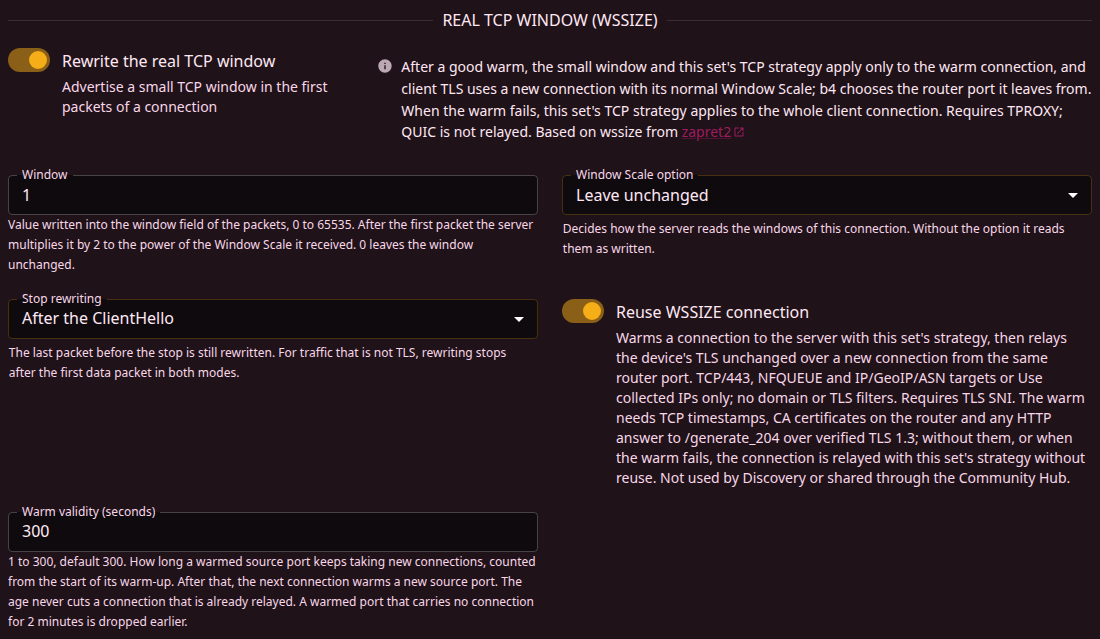 REAL TCP WINDOW (WSSIZE)
Rewrite the real TCP window
Advertise a small TCP window in the first
packets of a connection
After a good warm, the small window and this set's TCP strategy apply only to the warm connection, and
client TLS uses a new connection with its normal Window Scale; b4 chooses the router port it leaves from.
When the warm fails, this set's TCP strategy applies to the whole client connection. Requires TPROXY;
QUIC is not relayed. Based on wssize from zapret2
Window
1
Value written into the window field of the packets, 0 to 65535. After the first packet the server
multiplies it by 2 to the power of the Window Scale it received. 0 leaves the window
unchanged.
Window Scale option
Leave unchanged
Decides how the server reads the windows of this connection. Without the option it reads
them as written.
Stop rewriting
After the ClientHello
The last packet before the stop is still rewritten. For traffic that is not TLS, rewriting stops
after the first data packet in both modes.
Reuse WSSIZE connection
Warms a connection to the server with this set's strategy, then relays
the device's TLS unchanged over a new connection from the same
router port. TCP/443, NFQUEUE and IP/GeoIP/ASN targets or Use
collected IPs only; no domain or TLS filters. Requires TLS SNI. The warm
needs TCP timestamps, CA certificates on the router and any HTTP
answer to /generate_204 over verified TLS 1.3; without them, or when
the warm fails, the connection is relayed with this set's strategy without
reuse. Not used by Discovery or shared through the Community Hub.
Warm validity (seconds)
300
1 to 300, default 300. How long a warmed source port keeps taking new connections, counted
from the start of its warm-up. After that, the next connection warms a new source port. The
age never cuts a connection that is already relayed. A warmed port that carries no connection
for 2 minutes is dropped earlier.